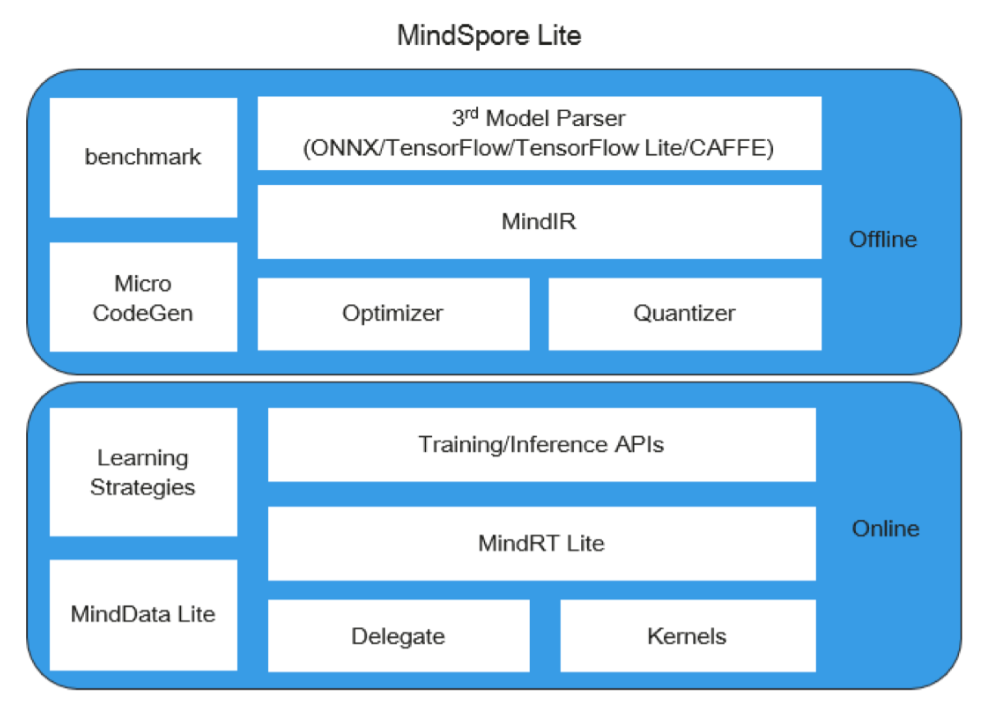 MindSpore Lite
benchmark
3rd Model Parser
(ONNX/TensorFlow/TensorFlow Lite/CAFFE)
MindIR
Offline
Micro
CodeGen
Optimizer
Quantizer
Learning
Strategies
Training/Inference APIs
MindRT Lite
Online
MindData Lite
Delegate
Kernels